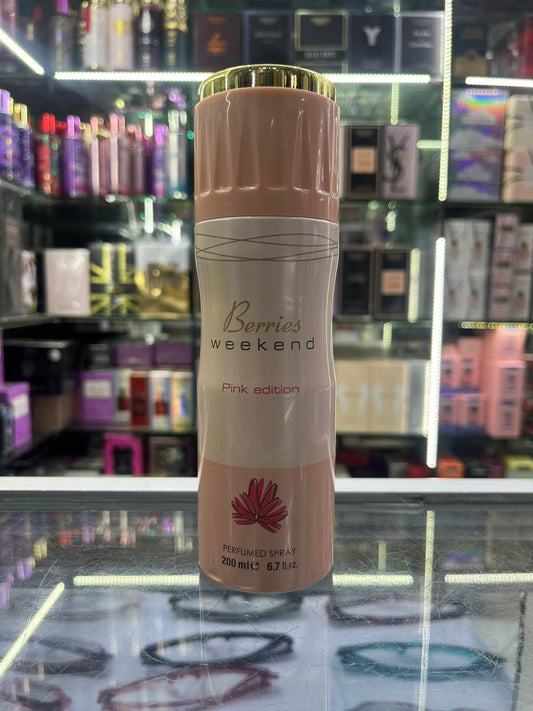 Berries
weekend
Pink edition
PERFUMED SPRAY
200 ml℮ 6.7 fl.oz.